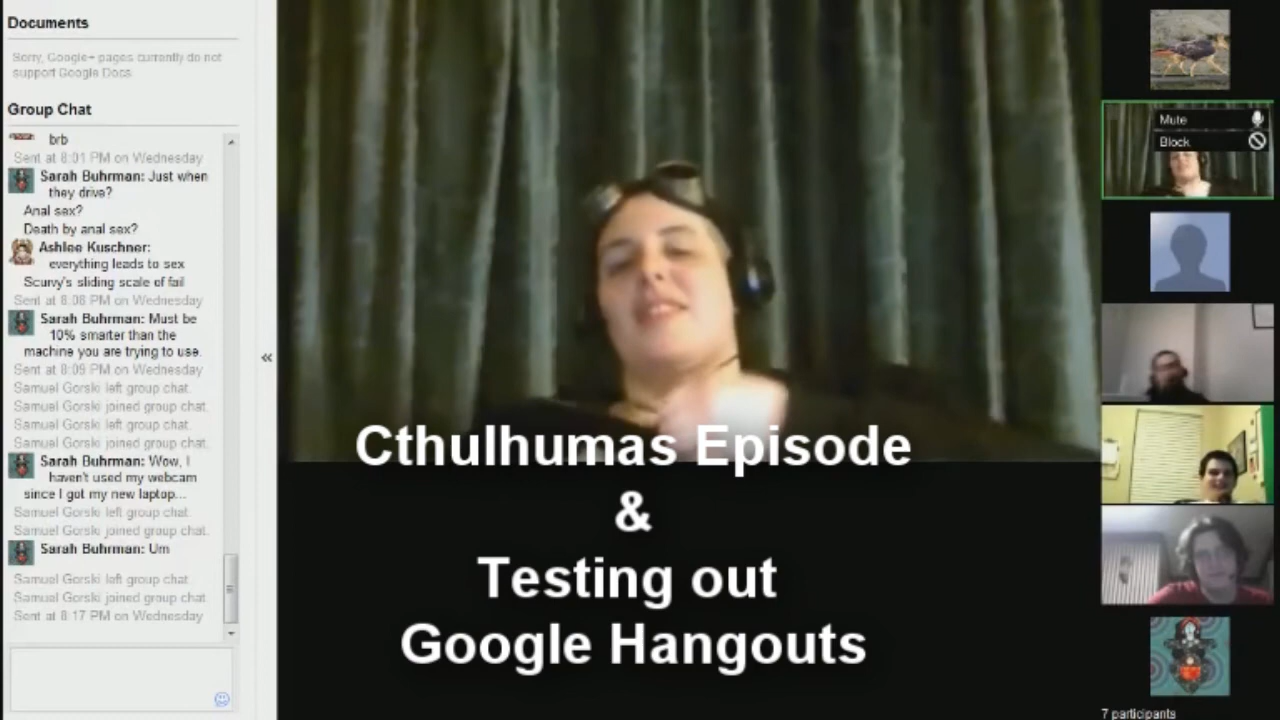 Documents
Sorry, Google+ pages currently do not
support Google Docs.
Group Chat
brb
Sent at 8:01 PM on Wednesday
Sarah Buhrman: Just when
they drive?
Anal sex?
Death by anal sex?
Ashlee Kuschner:
everything leads to sex
Scurvy's sliding scale of fail
Sent at 8:08 PM on Wednesday
Sarah Buhrman: Must be
10% smarter than the
machine you are trying to use.
Sent at 8:09 PM on Wednesday
Samuel Gorski left group chat.
Samuel Gorski joined group chat.
Samuel Gorski left group chat.
Samuel Gorski joined group chat.
Sarah Buhrman: Wow, I
haven't used my webcam
since I got my new laptop...
Samuel Gorski left group chat.
Samuel Gorski joined group chat.
Sarah Buhrman: Um
Samuel Gorski left group chat.
Samuel Gorski joined group chat.
Sent at 8:17 PM on Wednesday
«
Cthulhumas Episode
&
Testing out
Google Hangouts
Mute
Block
7 participants